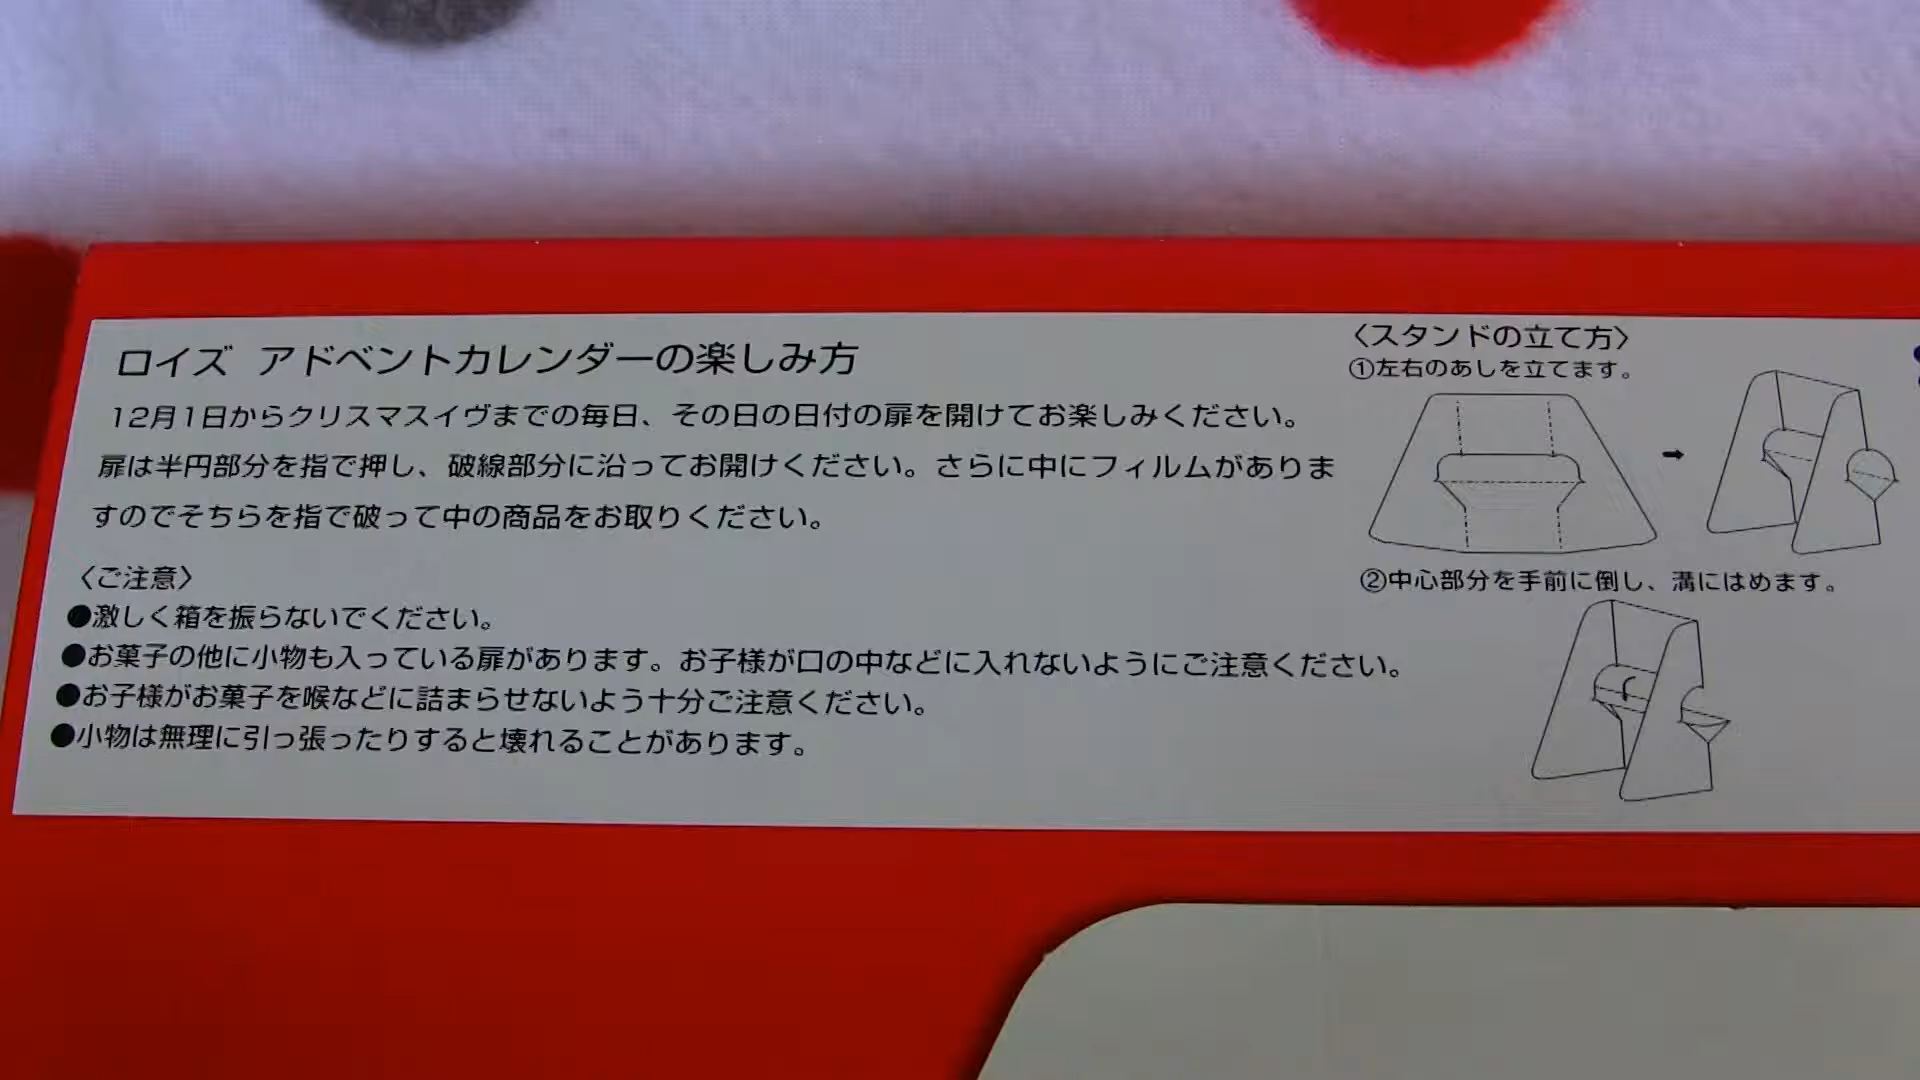 ロイズ アドベントカレンダーの楽しみ方
12月1日からクリスマスイヴまでの毎日、その日の日付の扉を開けてお楽しみください。
扉は半円部分を指で押し、破線部分に沿ってお開けください。さらに中にフィルムがありま
すのでそちらを指で破って中の商品をお取りください。
〈ご注意〉
●激しく箱を振らないでください。
●お菓子の他に小物も入っている扉があります。お子様が口の中などに入れないようにご注意ください。
●お子様がお菓子を喉などに詰まらせないよう十分ご注意ください。
●小物は無理に引っ張ったりすると壊れることがあります。
〈スタンドの立て方〉
①左右のあしを立てます。
➞
②中心部分を手前に倒し、溝にはめます。